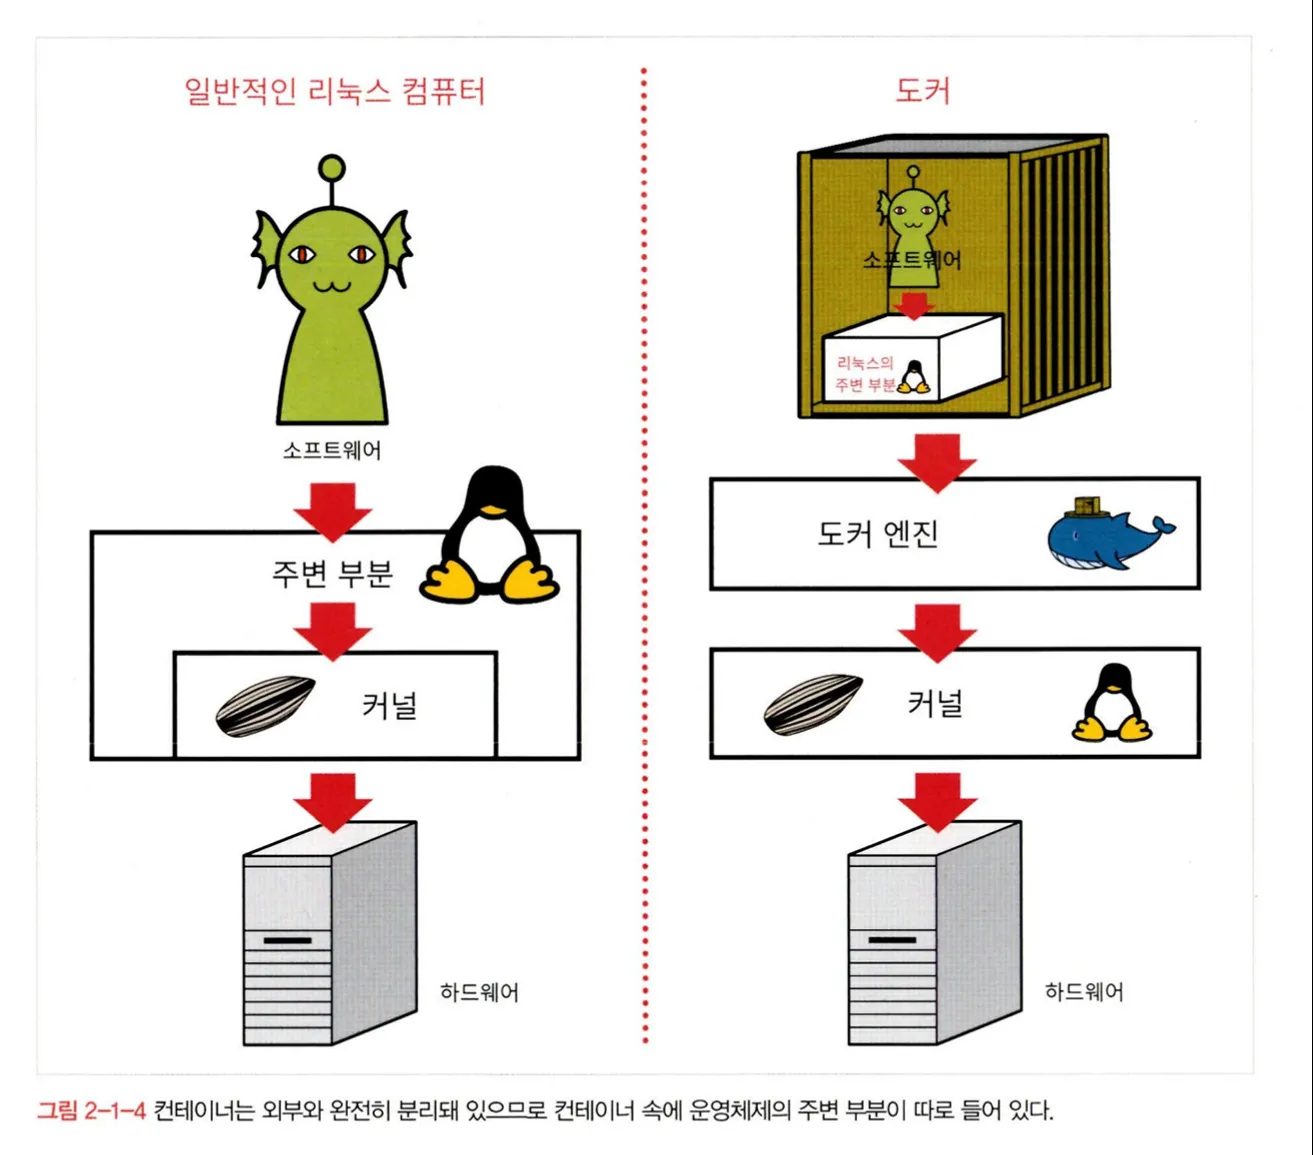 일반적인 리눅스 컴퓨터
소프트웨어
주변 부분
커널
하드웨어
도커
소프트웨어
리눅스의
주변 부분
도커 엔진
커널
하드웨어
그림 2-1-4 컨테이너는 외부와 완전히 분리돼 있으므로 컨테이너 속에 운영체제의 주변 부분이 따로 들어 있다.